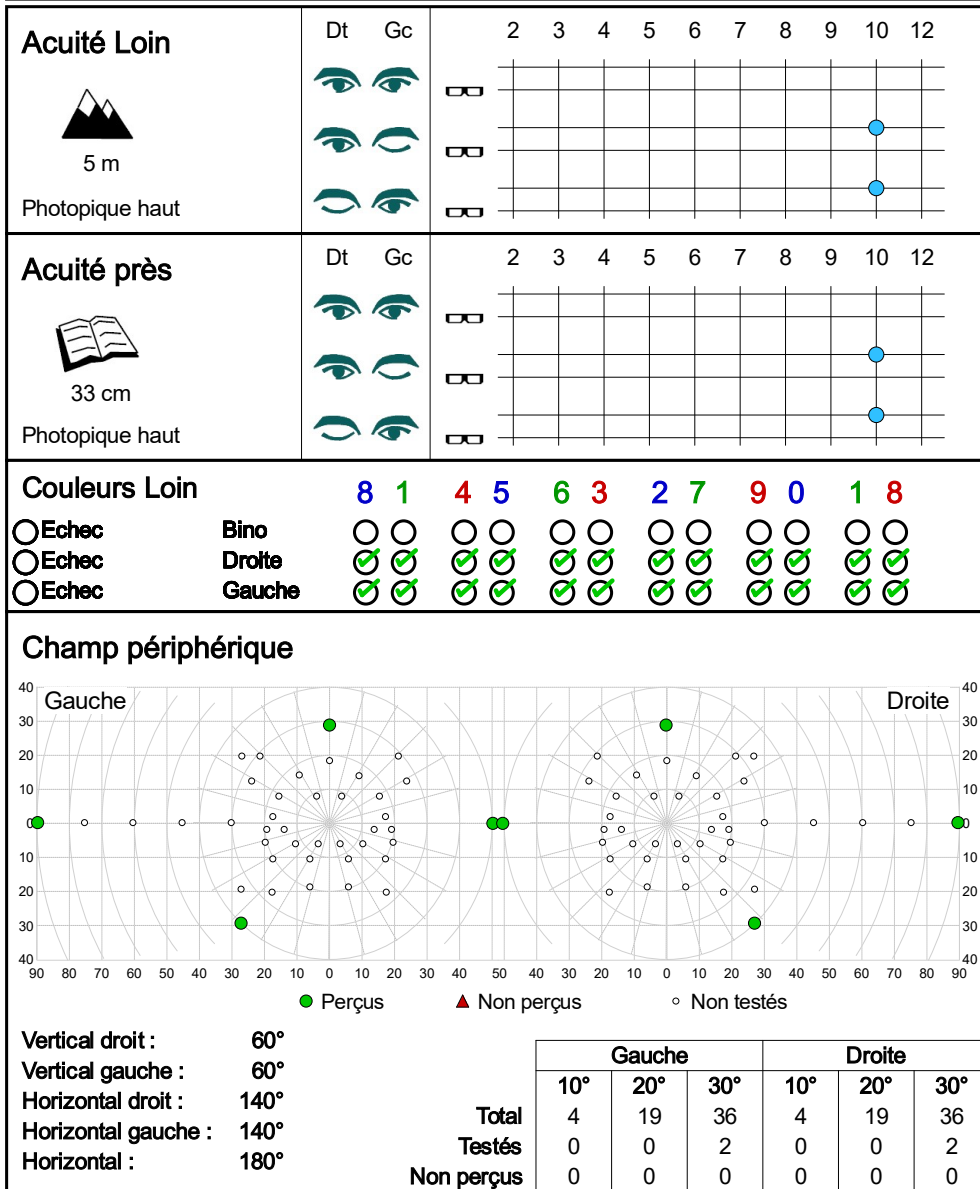 Acuité Loin
Dt Gc
2 3 4 5 6 7 8 9 10 12
5 m
Photopique haut
Acuité près
Dt Gc
2 3 4 5 6 7 8 9 10 12
33 cm
Photopique haut
Couleurs Loin 8 1 4 5 6 3 2 7 9 0 1 8
Echec Bino
Echec Droite
Echec Gauche
Champ périphérique
40 Gauche Droite 40
30 30
20 20
10 10
0 0
10 10
20 20
30 30
40 40
90 80 70 60 50 40 30 20 10 0 10 20 30 40 50 40 30 20 10 0 10 20 30 40 50 60 70 80 90
Perçus Non perçus Non testés
Vertical droit : 60°
Vertical gauche : 60°
Horizontal droit : 140°
Horizontal gauche : 140°
Horizontal : 180°
Gauche Droite
10° 20° 30° 10° 20° 30°
Total 4 19 36 4 19 36
Testés 0 0 2 0 0 2
Non perçus 0 0 0 0 0 0